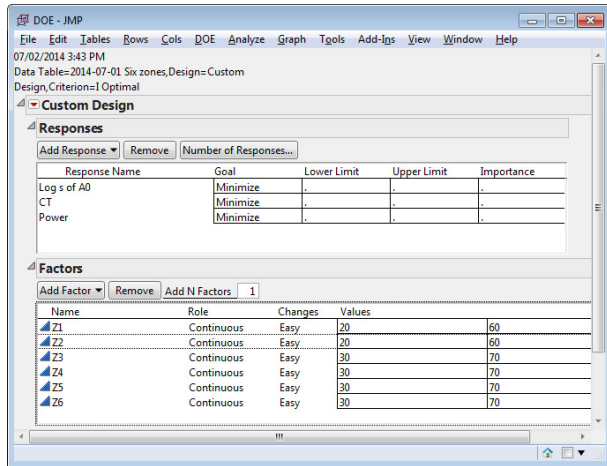 DOE - JMP
File Edit Tables Rows Cols DOE Analyze Graph Tools Add-Ins View Window Help
07/02/2014 3:43 PM
Data Table=2014-07-01 Six zones,Design=Custom
Design,Criterion=I Optimal
Custom Design
Responses
Add Response Remove Number of Responses...
Response Name Goal Lower Limit Upper Limit Importance
Log s of A0 Minimize . . .
CT Minimize . . .
Power Minimize . . .
Factors
Add Factor Remove Add N Factors 1
Name Role Changes Values
Z1 Continuous Easy 20 60
Z2 Continuous Easy 20 60
Z3 Continuous Easy 30 70
Z4 Continuous Easy 30 70
Z5 Continuous Easy 30 70
Z6 Continuous Easy 30 70